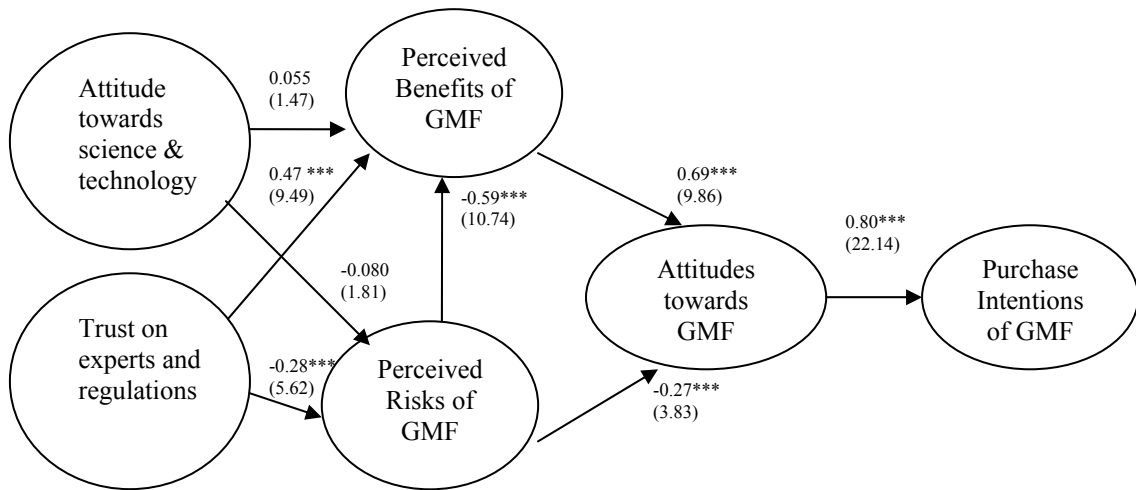 Attitude
towards
science &
technology
0.055
(1.47)
Perceived
Benefits of
GMF
0.47 ***
(9.49)
-0.59***
(10.74)
0.69***
(9.86)
-0.080
(1.81)
Trust on
experts and
regulations
-0.28***
(5.62)
Perceived
Risks of
GMF
-0.27***
(3.83)
Attitudes
towards
GMF
0.80***
(22.14)
Purchase
Intentions
of GMF